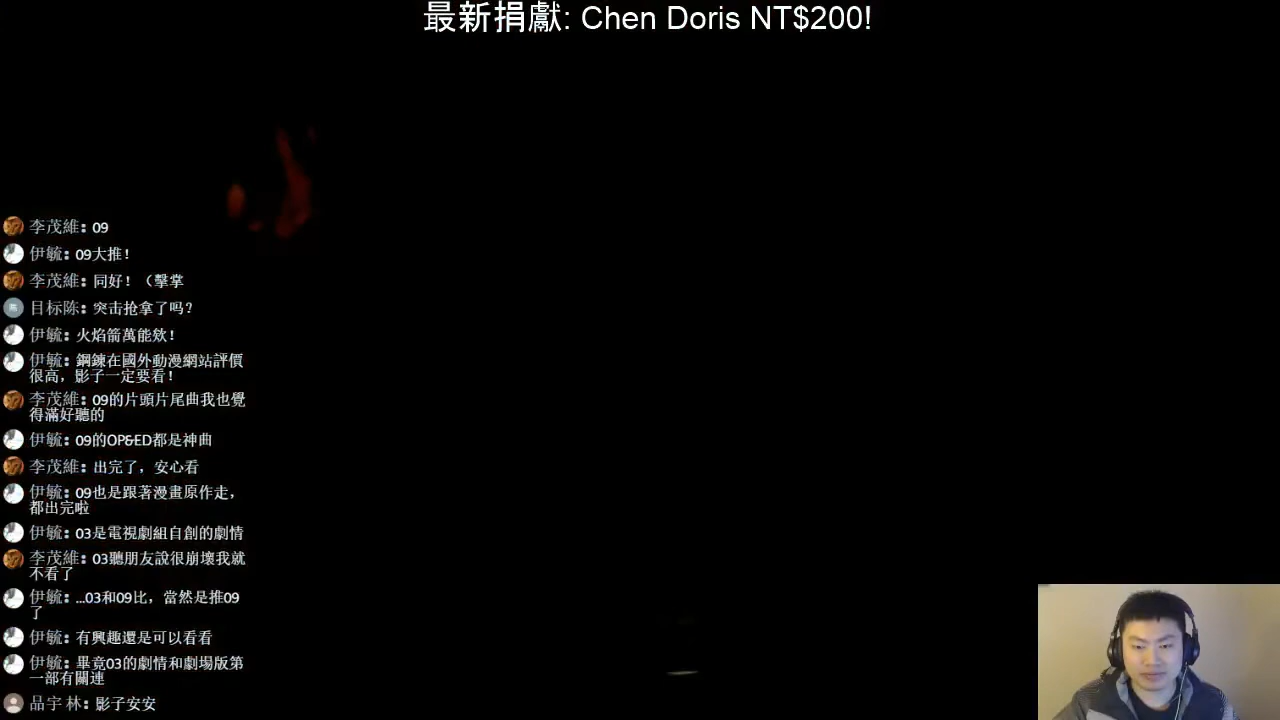 最新捐獻: Chen Doris NT$200!
李茂維: 09
伊毓: 09大推!
李茂維: 同好! (擊掌
目标陈: 突击抢拿了吗?
伊毓: 火焰箭萬能欸!
伊毓: 鋼鍊在國外動漫網站評價
很高, 影子一定要看!
李茂維: 09的片頭片尾曲我也覺
得滿好聽的
伊毓: 09的OP&ED都是神曲
李茂維: 出完了, 安心看
伊毓: 09也是跟著漫畫原作走,
都出完啦
伊毓: 03是電視劇組自創的劇情
李茂維: 03聽朋友說很崩壞我就
不看了
伊毓: ...03和09比, 當然是推09
了
伊毓: 有興趣還是可以看看
伊毓: 畢竟03的劇情和劇場版第
一部有關連
品宇 林: 影子安安